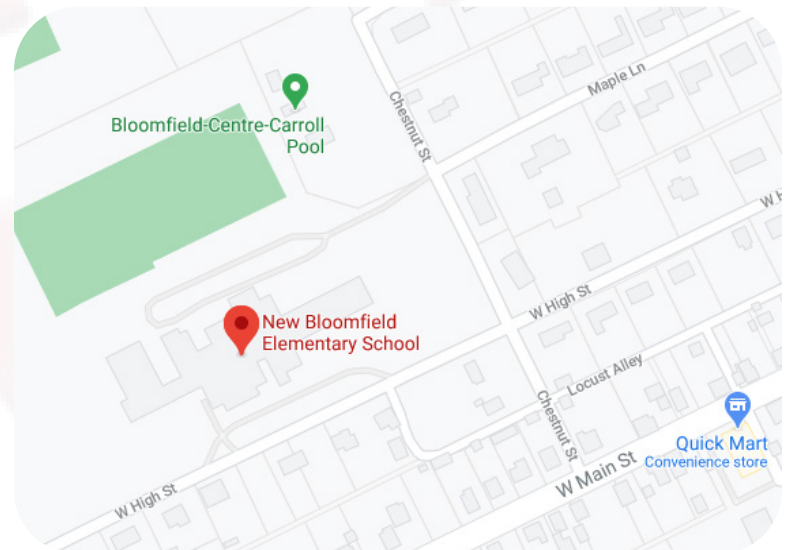 Maple Ln
Chestnut St
Bloomfield-Centre-Carroll
Pool
W H
W High St
New Bloomfield
Elementary School
Locust Alley
Chestnut St
Quick Mart
Convenience store
W Main St
W High St